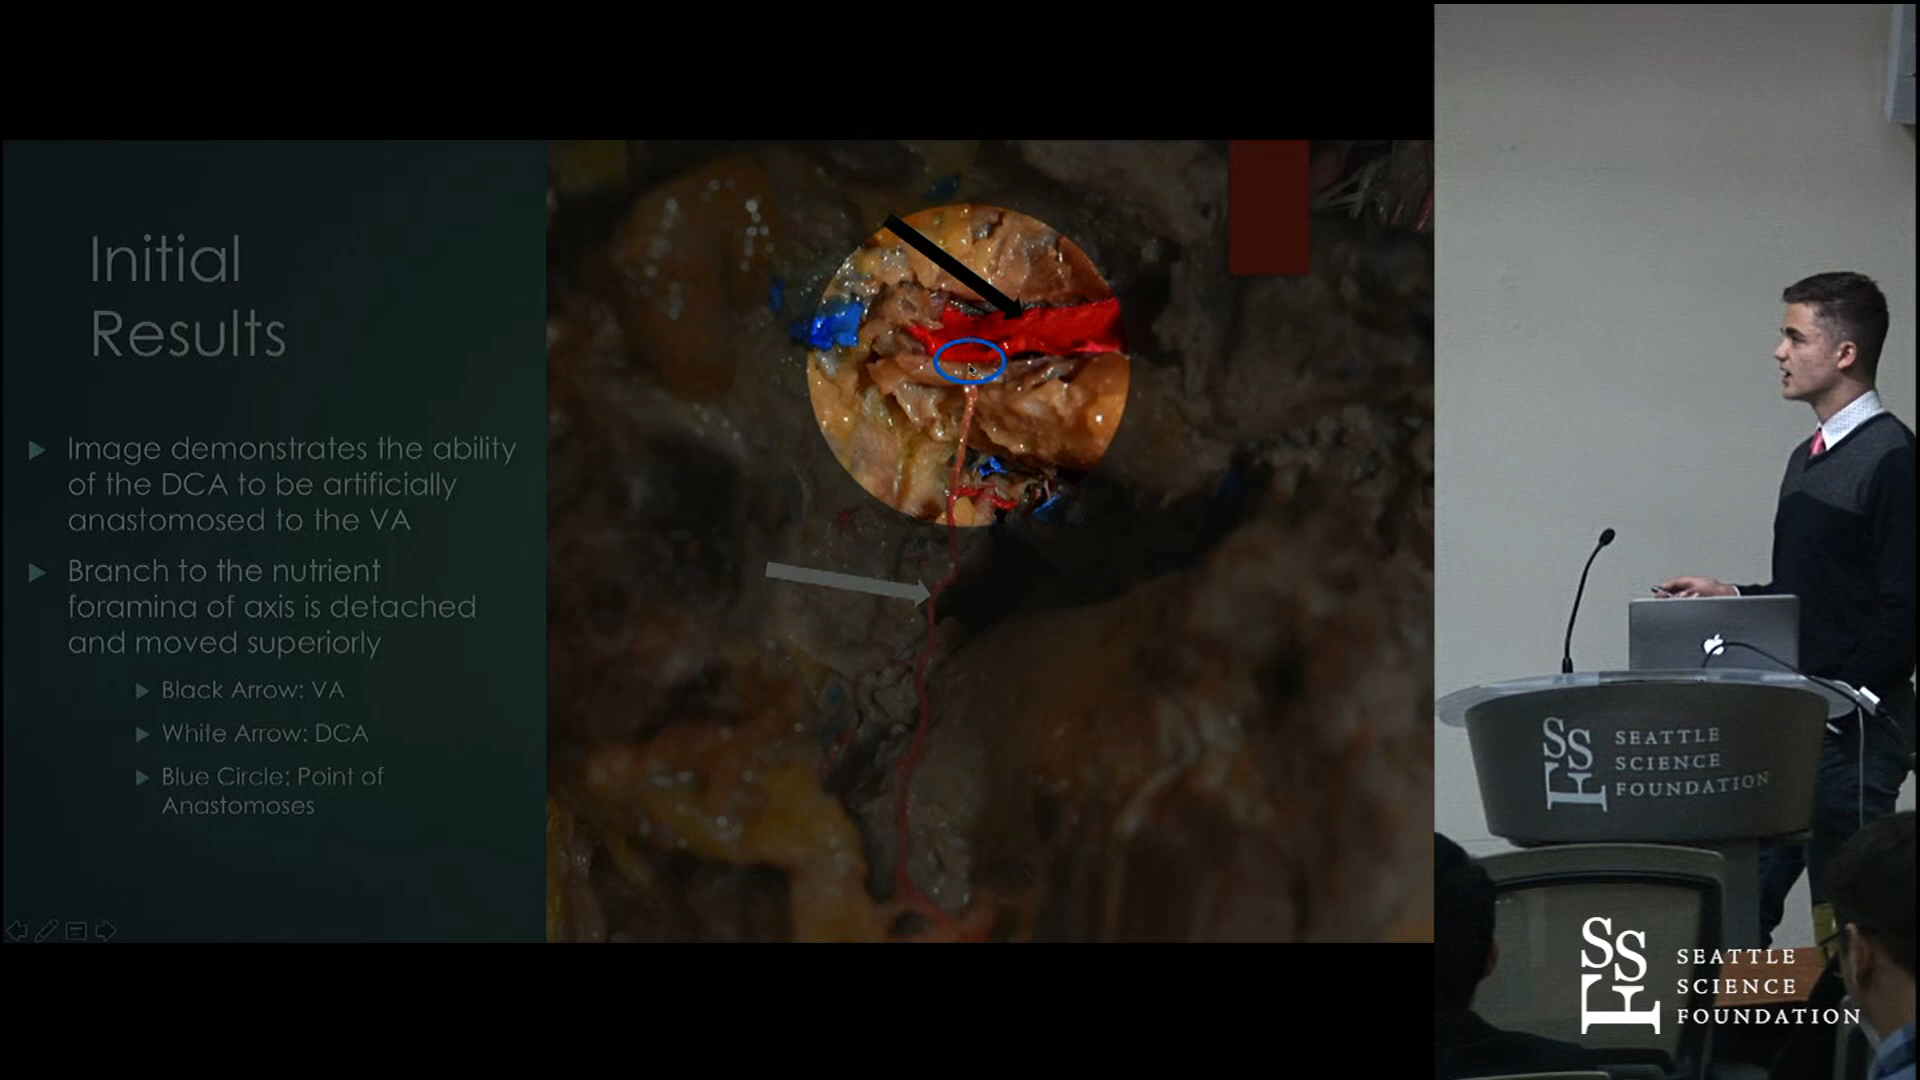 Initial
Results
Image demonstrates the ability
of the DCA to be artificially
anastomosed to the VA
Branch to the nutrient
foramina of axis is detached
and moved superiorly
Black Arrow: VA
White Arrow: DCA
Blue Circle: Point of
Anastomoses
SSF SEATTLE
SCIENCE
FOUNDATION
SSF SEATTLE
SCIENCE
FOUNDATION